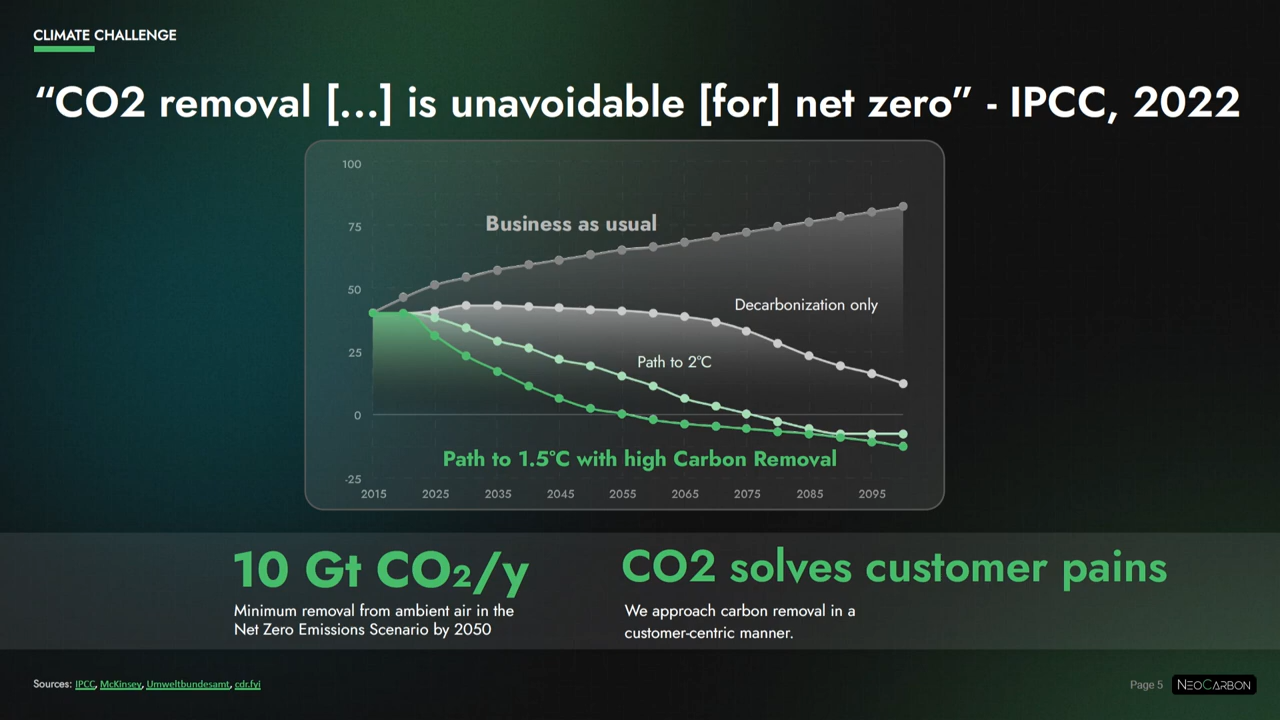 CLIMATE CHALLENGE
“CO2 removal [...] is unavoidable [for] net zero” - IPCC, 2022
100
75
50
25
0
-25
Business as usual
Decarbonization only
Path to 2°C
Path to 1.5°C with high Carbon Removal
2015 2025 2035 2045 2055 2065 2075 2085 2095
10 Gt CO₂/y
Minimum removal from ambient air in the
Net Zero Emissions Scenario by 2050
CO2 solves customer pains
We approach carbon removal in a
customer-centric manner.
Sources: IPCC, McKinsey, Umweltbundesamt, cdr.fyi
Page 5 NEOCARBON